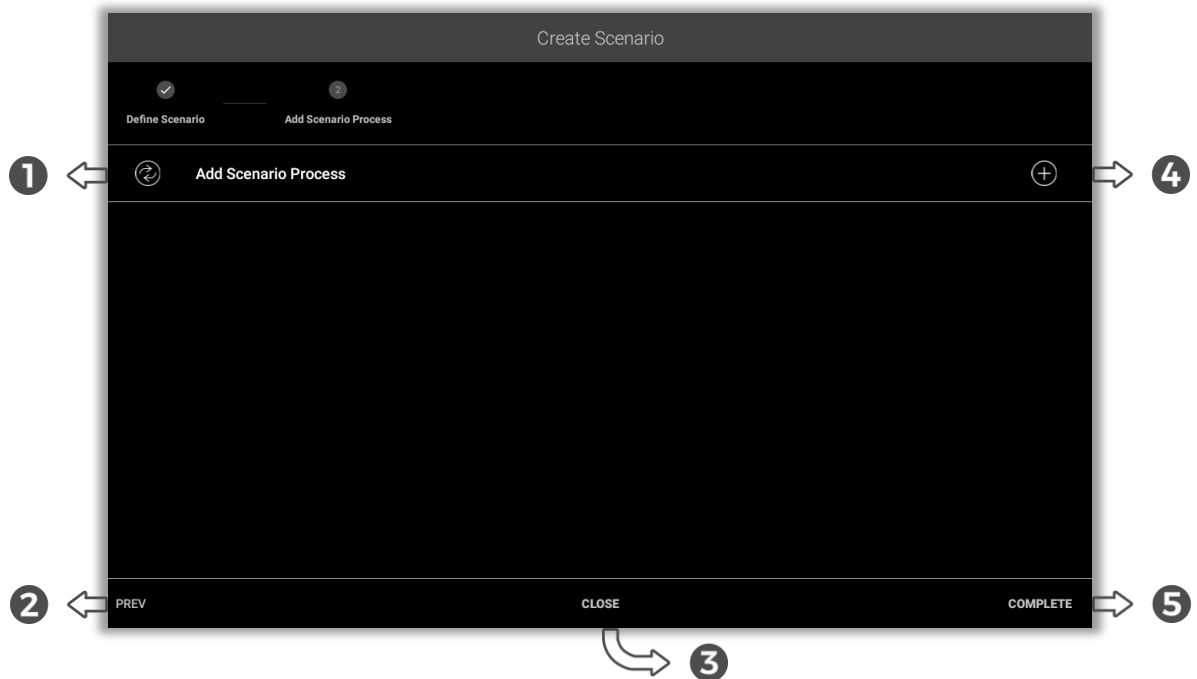 Create Scenario
2
Define Scenario
Add Scenario Process
1
Add Scenario Process
4
2
PREV
CLOSE
COMPLETE
5
3